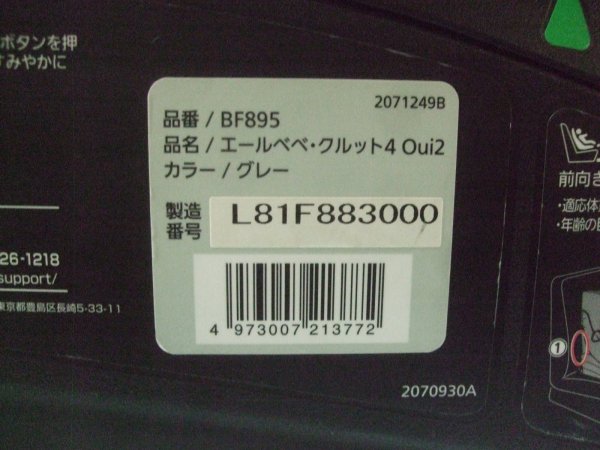 ボタンを押
すみやかに
2071249B
品番 / BF895
品名 / エールベベ・クルット4 Oui2
カラー / グレー
製造番号 L81F883000
4 973007 213772
26-1218
support/
東京都豊島区長崎5-33-11
2070930A
前向き
・適応体
・年齢の目
①